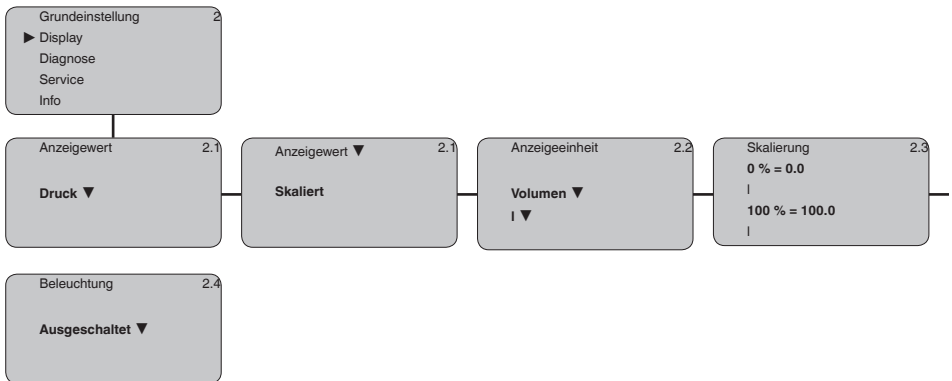 Grundeinstellung 2
▶ Display
Diagnose
Service
Info
Anzeigewert 2.1
Druck ▼
Anzeigewert ▼ 2.1
Skaliert
Anzeigeeinheit 2.2
Volumen ▼
l ▼
Skalierung 2.3
0 % = 0.0
l
100 % = 100.0
l
Beleuchtung 2.4
Ausgeschaltet ▼